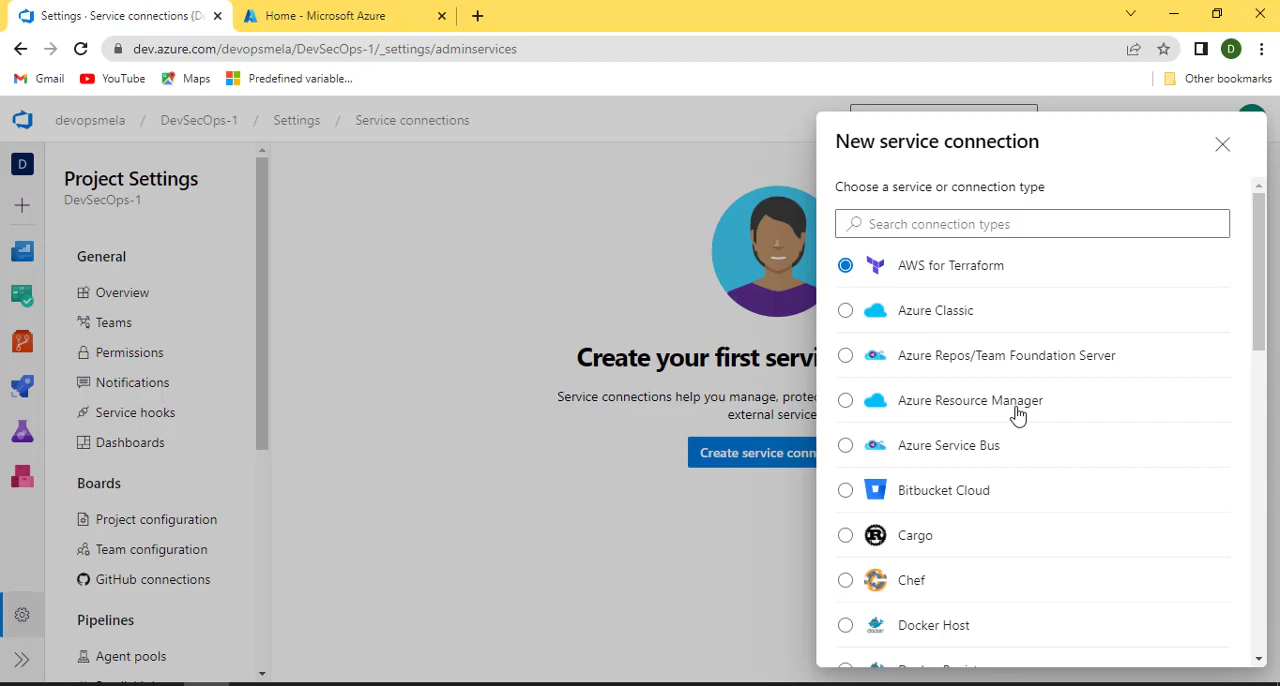 Settings · Service connections (D
Home - Microsoft Azure
dev.azure.com/devopsmela/DevSecOps-1/_settings/adminservices
D
Gmail
YouTube
Maps
Predefined variable...
Other bookmarks
devopsmela / DevSecOps-1 / Settings / Service connections
D
Project Settings
DevSecOps-1
General
Overview
Teams
Permissions
Notifications
Service hooks
Dashboards
Boards
Project configuration
Team configuration
GitHub connections
Pipelines
Agent pools
Create your first servi
Service connections help you manage, prote
external service
Create service conn
New service connection
Choose a service or connection type
Search connection types
AWS for Terraform
Azure Classic
Azure Repos/Team Foundation Server
Azure Resource Manager
Azure Service Bus
Bitbucket Cloud
Cargo
Chef
Docker Host